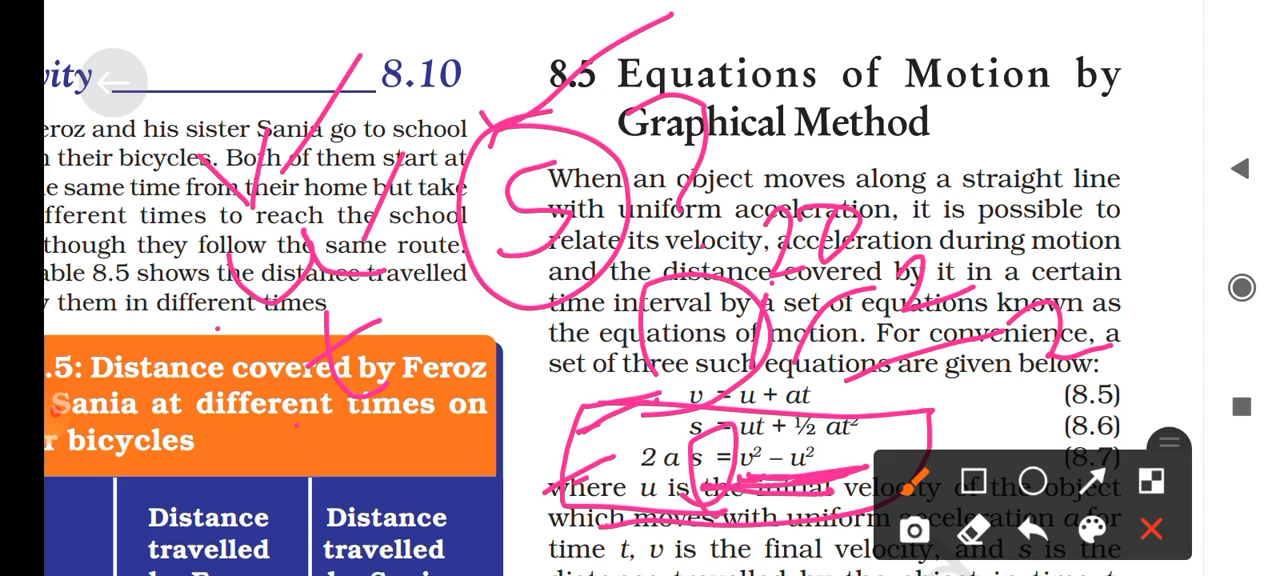 vity 8.10
eroz and his sister Sania go to school
n their bicycles. Both of them start at
e same time from their home but take
fferent times to reach the school
though they follow the same route.
able 8.5 shows the distance travelled
y them in different times
.5: Distance covered by Feroz
Sania at different times on
r bicycles
Distance Distance
travelled travelled
8.5 Equations of Motion by
Graphical Method
When an object moves along a straight line
with uniform acceleration, it is possible to
relate its velocity, acceleration during motion
and the distance covered by it in a certain
time interval by a set of equations known as
the equations of motion. For convenience, a
set of three such equations are given below:
v = u + at (8.5)
s = ut + ½ at² (8.6)
2 a s = v² – u² (8.7)
where u is the initial velocity of the object
which moves with uniform acceleration a for
time t, v is the final velocity, and s is the
S